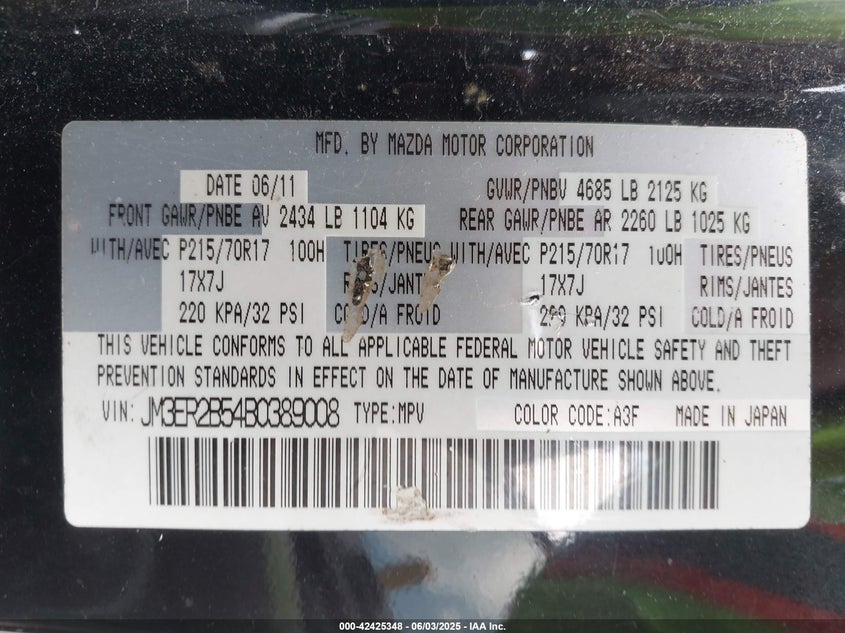 MFD. BY MAZDA MOTOR CORPORATION
DATE 06/11 GVWR/PNBV 4685 LB 2125 KG
FRONT GAWR/PNBE AV 2434 LB 1104 KG REAR GAWR/PNBE AR 2260 LB 1025 KG
WITH/AVEC P215/70R17 100H TIRES/PNEUS WITH/AVEC P215/70R17 100H TIRES/PNEUS
17X7J RIMS/JANTES 17X7J RIMS/JANTES
220 KPA/32 PSI COLD/A FROID KPA/32 PSI COLD/A FROID
THIS VEHICLE CONFORMS TO ALL APPLICABLE FEDERAL MOTOR VEHICLE SAFETY AND THEFT
PREVENTION STANDARDS IN EFFECT ON THE DATE OF MANUFACTURE SHOWN ABOVE.
VIN: JM3ER2B54B0389008 TYPE:MPV COLOR CODE:A3F MADE IN JAPAN
000-42425348 - 06/03/2025 - IAA Inc.